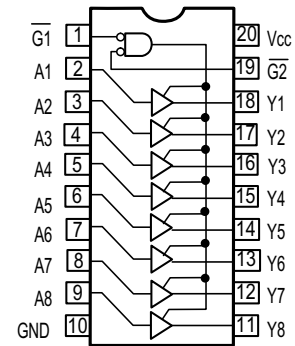 G1 1 20 Vcc
A1 2 19 G2
A2 3 18 Y1
A3 4 17 Y2
A4 5 16 Y3
A5 6 15 Y4
A6 7 14 Y5
A7 8 13 Y6
A8 9 12 Y7
GND 10 11 Y8